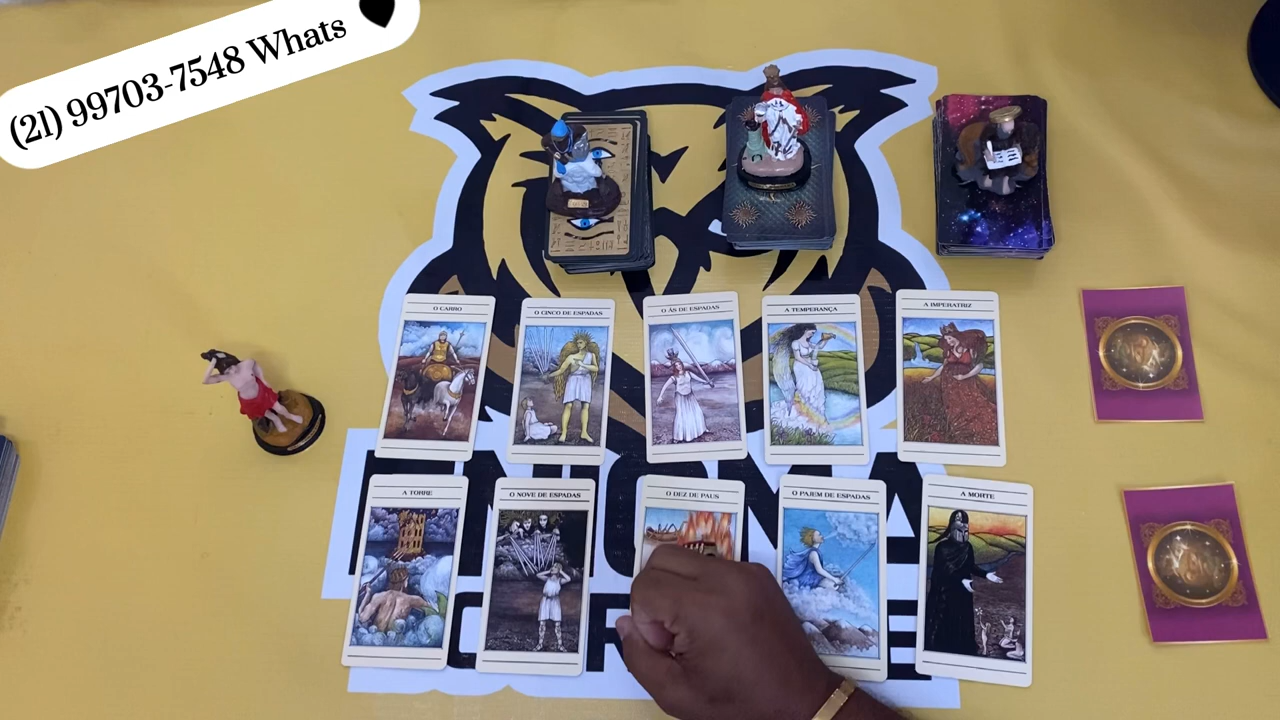 (21) 99703-7548 Whats
O CARRO
O CINCO DE ESPADAS
O ÁS DE ESPADAS
A TEMPERANÇA
A IMPERATRIZ
A TORRE
O NOVE DE ESPADAS
O DEZ DE PAUS
O PAJEM DE ESPADAS
A MORTE